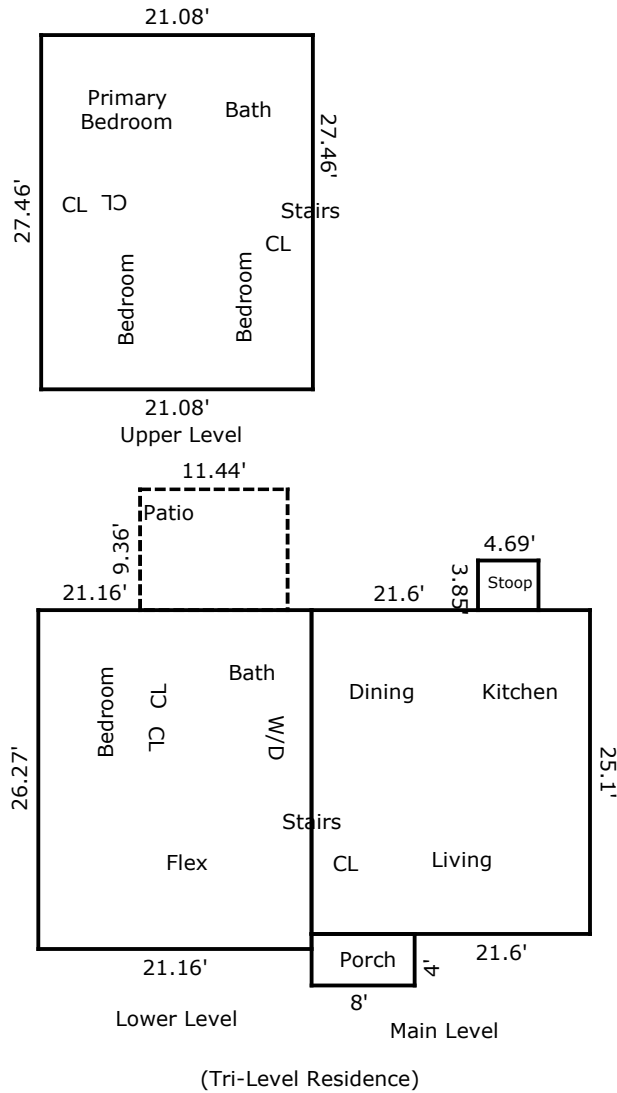 21.08'
Primary
Bedroom
Bath
27.46'
27.46'
CL
CL
Stairs
CL
Bedroom
Bedroom
21.08'
Upper Level
11.44'
Patio
9.36'
4.69'
3.85'
Stoop
21.16'
21.6'
Bedroom
CL
CL
Bath
W/D
Dining
Kitchen
26.27'
25.1'
Stairs
Flex
CL
Living
21.16'
Porch
4'
21.6'
8'
Lower Level
Main Level
(Tri-Level Residence)